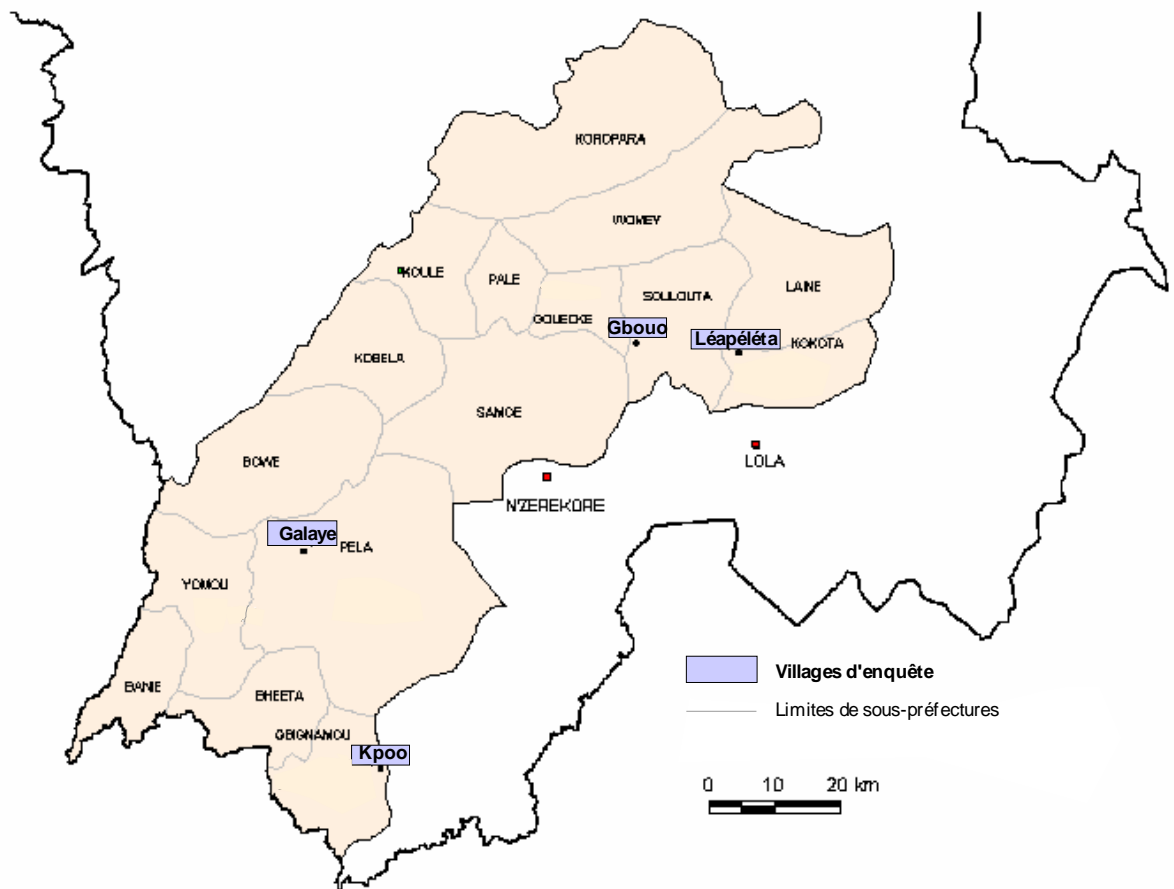 KOROPARA
WOMEY
KOULE
PALE
LAINE
SOULOUTA
GOUECKE
Gbouo
Léapéléta
KOKOTA
KOBELA
SAMOE
BOWE
LOLA
N'ZEREKORE
Galaye
PELA
YOMOU
BANIE
BHEETA
GBIGNAMOU
Kpoo
Villages d'enquête
Limites de sous-préfectures
0 10 20 km